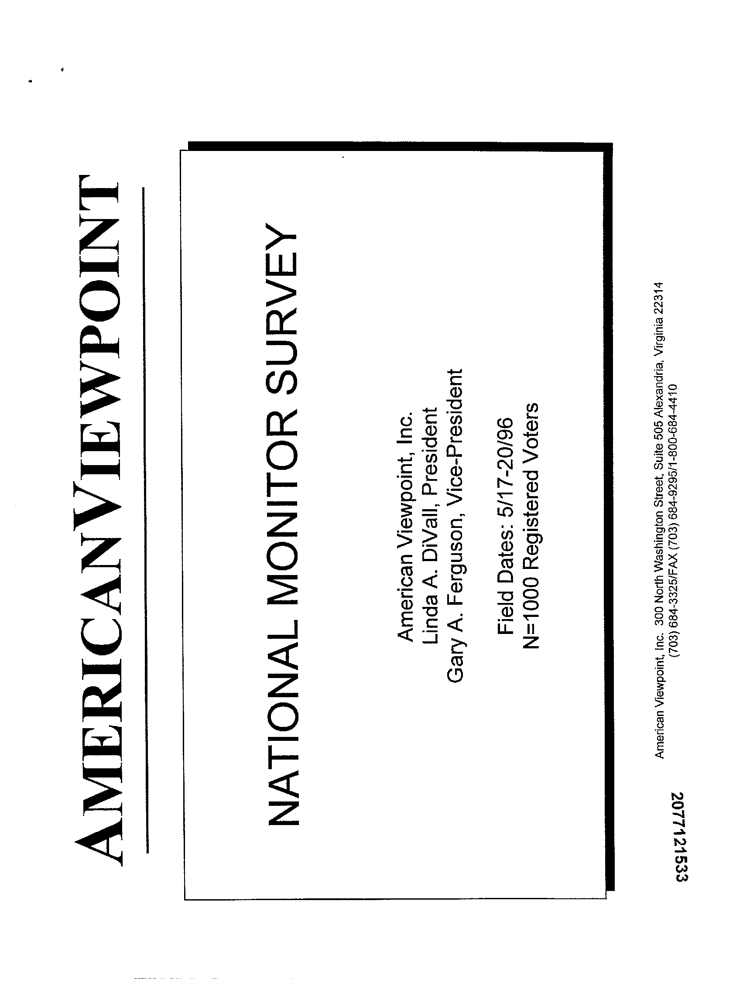 AMERICANVIEWPOINT
NATIONAL MONITOR SURVEY
American Viewpoint, Inc.
Linda A. DiVall, President
Gary A. Ferguson, Vice-President
Field Dates: 5/17-20/96
N=1000 Registered Voters
American Viewpoint, Inc. 300 North Washington Street, Suite 505 Alexandria, Virginia 22314
(703) 684-3325/FAX (703) 684-9295/1-800-684-4410
2077121533